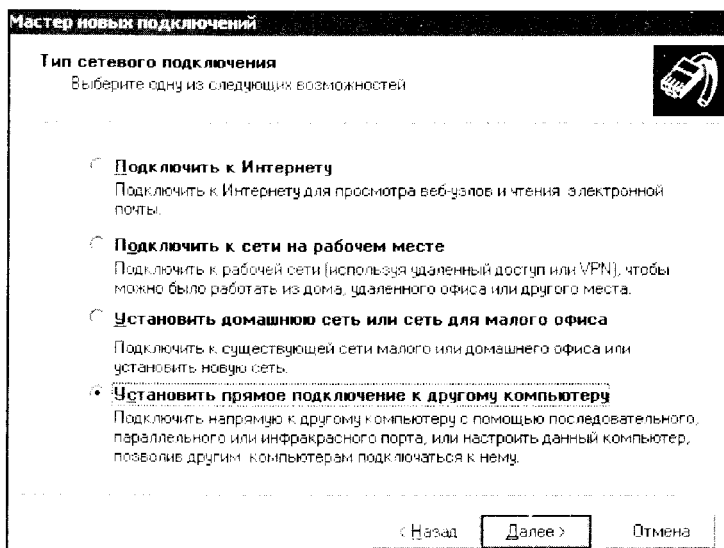 Мастер новых подключений
Тип сетевого подключения
Выберите одну из следующих возможностей
Подключить к Интернету
Подключить к Интернету для просмотра веб-узлов и чтения электронной
почты.
Подключить к сети на рабочем месте
Подключить к рабочей сети (используя удаленный доступ или VPN), чтобы
можно было работать из дома, удаленного офиса или другого места.
Установить домашнюю сеть или сеть для малого офиса
Подключить к существующей сети малого или домашнего офиса или
установить новую сеть.
Установить прямое подключение к другому компьютеру
Подключить напрямую к другому компьютеру с помощью последовательного,
параллельного или инфракрасного порта, или настроить данный компьютер,
позволив другим компьютерам подключаться к нему.
< Назад Далее > Отмена